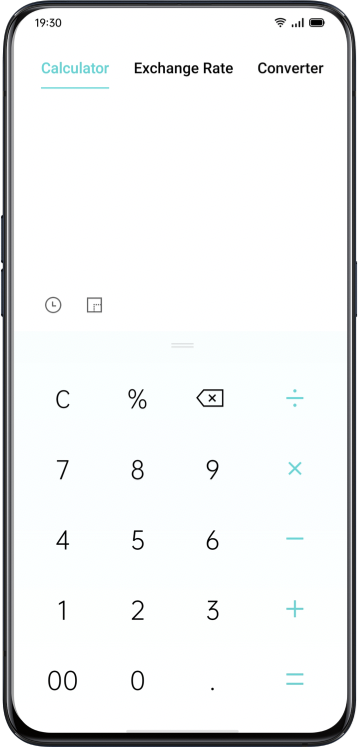 19:30
Calculator Exchange Rate Converter
C % ÷
7 8 9 ×
4 5 6 −
1 2 3 +
00 0 . =